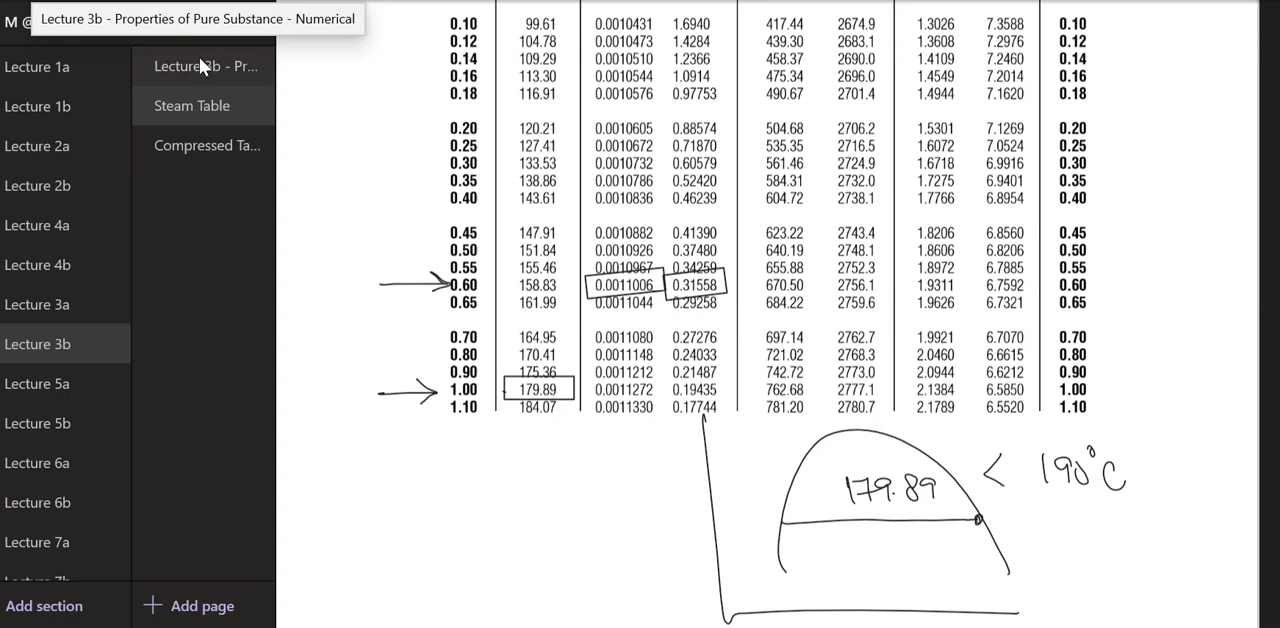 M @
Lecture 3b - Properties of Pure Substance - Numerical
Lecture 1a
Lecture 1b
Lecture 2a
Lecture 2b
Lecture 4a
Lecture 4b
Lecture 3a
Lecture 3b
Lecture 5a
Lecture 5b
Lecture 6a
Lecture 6b
Lecture 7a
Lecture 7b
Add section
Lecture 3b - Pr...
Steam Table
Compressed Ta...
Add page
0.10 99.61 0.0010431 1.6940 417.44 2674.9 1.3026 7.3588 0.10
0.12 104.78 0.0010473 1.4284 439.30 2683.1 1.3608 7.2976 0.12
0.14 109.29 0.0010510 1.2366 458.37 2690.0 1.4109 7.2460 0.14
0.16 113.30 0.0010544 1.0914 475.34 2696.0 1.4549 7.2014 0.16
0.18 116.91 0.0010576 0.97753 490.67 2701.4 1.4944 7.1620 0.18
0.20 120.21 0.0010605 0.88574 504.68 2706.2 1.5301 7.1269 0.20
0.25 127.41 0.0010672 0.71870 535.35 2716.5 1.6072 7.0524 0.25
0.30 133.53 0.0010732 0.60579 561.46 2724.9 1.6718 6.9916 0.30
0.35 138.86 0.0010786 0.52420 584.31 2732.0 1.7275 6.9401 0.35
0.40 143.61 0.0010836 0.46239 604.72 2738.1 1.7766 6.8954 0.40
0.45 147.91 0.0010882 0.41390 623.22 2743.4 1.8206 6.8560 0.45
0.50 151.84 0.0010926 0.37480 640.19 2748.1 1.8606 6.8206 0.50
0.55 155.46 0.0010967 0.34259 655.88 2752.3 1.8972 6.7885 0.55
0.60 158.83 0.0011006 0.31558 670.50 2756.1 1.9311 6.7592 0.60
0.65 161.99 0.0011044 0.29258 684.22 2759.6 1.9626 6.7321 0.65
0.70 164.95 0.0011080 0.27276 697.14 2762.7 1.9921 6.7070 0.70
0.80 170.41 0.0011148 0.24033 721.02 2768.3 2.0460 6.6615 0.80
0.90 175.36 0.0011212 0.21487 742.72 2773.0 2.0944 6.6212 0.90
1.00 179.89 0.0011272 0.19435 762.68 2777.1 2.1384 6.5850 1.00
1.10 184.07 0.0011330 0.17744 781.20 2780.7 2.1789 6.5520 1.10
179.89 < 190°C